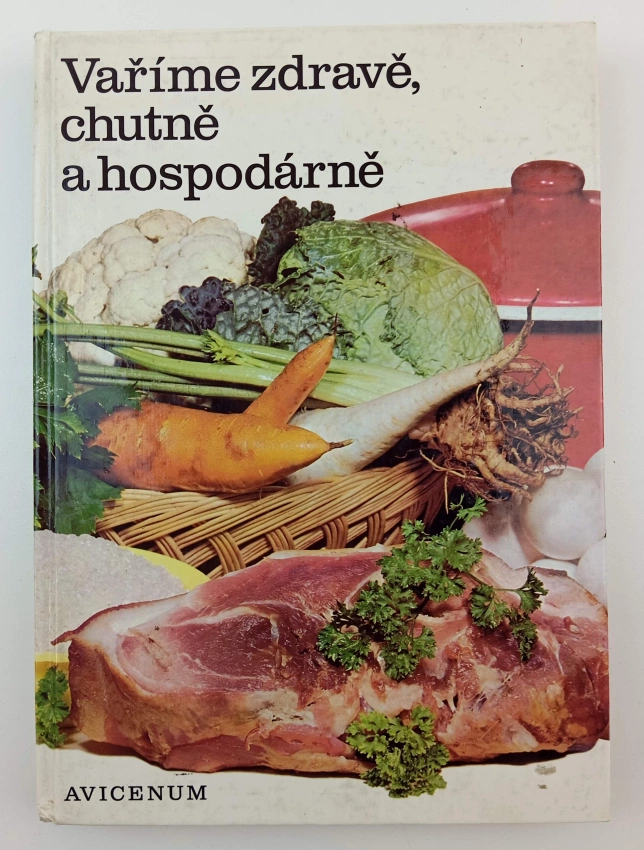 Vaříme zdravě,
chutně
a hospodárně
AVICENUM